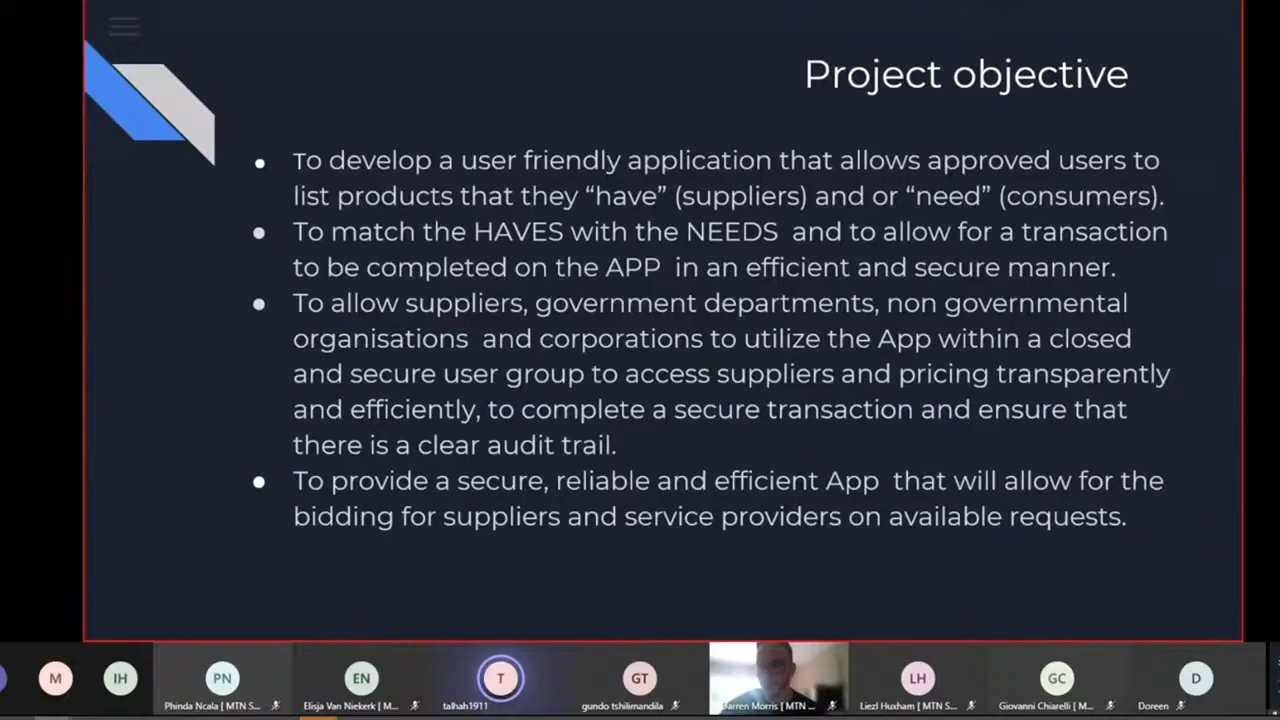 Project objective
To develop a user friendly application that allows approved users to
list products that they “have” (suppliers) and or “need” (consumers).
To match the HAVES with the NEEDS and to allow for a transaction
to be completed on the APP in an efficient and secure manner.
To allow suppliers, government departments, non governmental
organisations and corporations to utilize the App within a closed
and secure user group to access suppliers and pricing transparently
and efficiently, to complete a secure transaction and ensure that
there is a clear audit trail.
To provide a secure, reliable and efficient App that will allow for the
bidding for suppliers and service providers on available requests.
M
IH
PN
EN
T
GT
LH
GC
D
Phinda Ncala [ MTN S...
Elisja Van Niekerk [ M...
talhah1911
gundo tshilimandila
Darren Morris [ MTN ...
Liezl Huxham [ MTN S...
Giovanni Chiarelli [ M...
Doreen